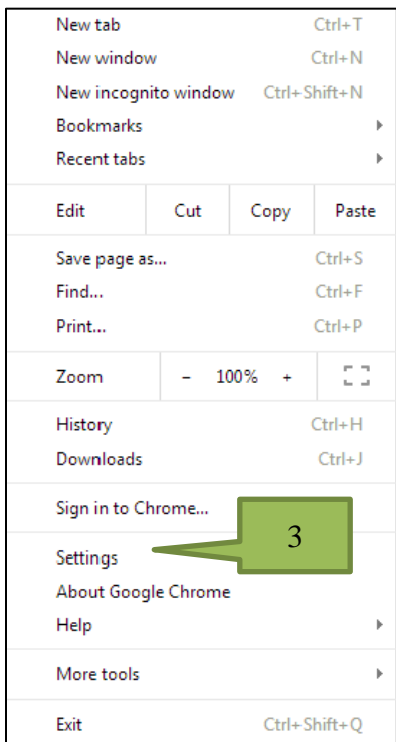 New tab Ctrl+T
New window Ctrl+N
New incognito window Ctrl+Shift+N
Bookmarks
Recent tabs
Edit Cut Copy Paste
Save page as... Ctrl+S
Find... Ctrl+F
Print... Ctrl+P
Zoom - 100% +
History Ctrl+H
Downloads Ctrl+J
Sign in to Chrome...
3
Settings
About Google Chrome
Help
More tools
Exit Ctrl+Shift+Q